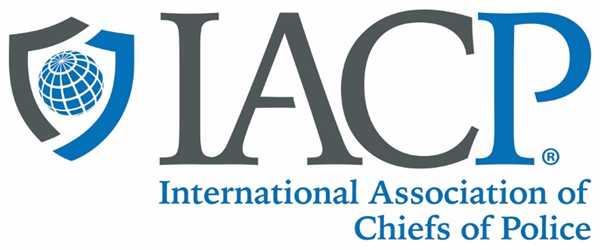 IACP®
International Association of
Chiefs of Police